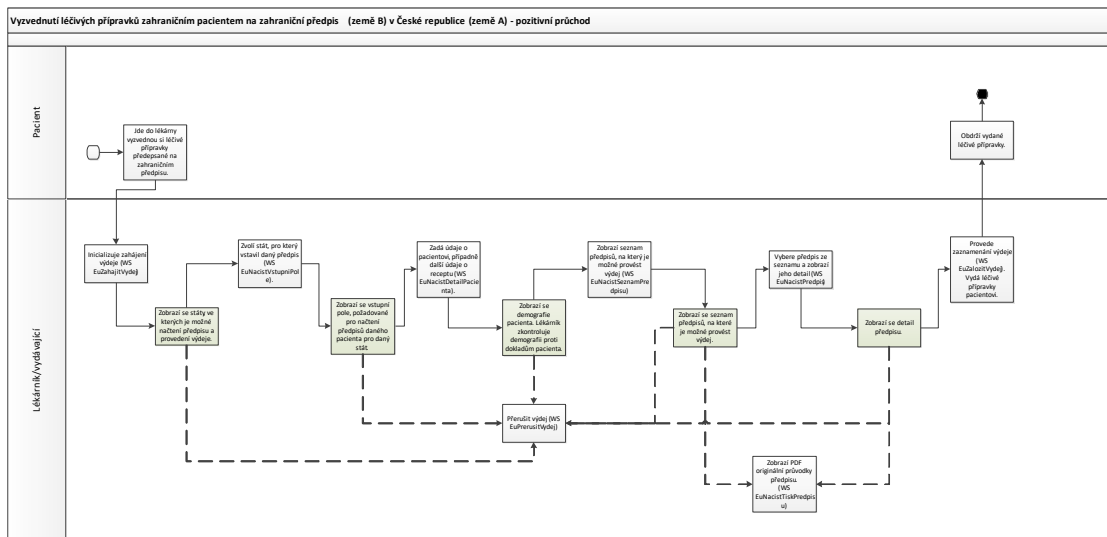 Vyzvednutí léčivých přípravků zahraničním pacientem na zahraniční předpis (země B) v České republice (země A) - pozitivní průchod
Pacient
Jde do lékárny
vyzvednou si léčivé
přípravky
předepsané na
zahraničním
předpisu.
Obdrží vydané
léčivé přípravky.
Lékárník/vydávající
Inicializuje zahájení
výdeje (WS
EuZahajitVydej)
Zobrazí se státy ve
kterých je možné
načtení předpisu a
provedení výdeje.
Zvolí stát, pro který
vstavil daný předpis
(WS
EuNacistVstupniPole).
Zobrazí se vstupní
pole, požadované
pro načtení
předpisů daného
pacienta pro daný
stát.
Zadá údaje o
pacientovi, případně
další údaje o
receptu (WS
EuNacistDetailPacie
nta).
Zobrazí se demografie
pacienta. Lékárník
zkontroluje
demografii proti
dokladům pacienta.
Zobrazí seznam
předpisů, na který je
možné provést
výdej (WS
EuNacistSeznamPre
dpisu)
Zobrazí se seznam
předpisů, na které
je možné provést
výdej.
Vybere předpis ze
seznamu a zobrazí
jeho detail (WS
EuNacistPredpis)
Zobrazí se detail
předpisu.
Provede
zaznamenání výdeje
(WS
EuZalozitVydej).
Vydá léčivé
přípravky
pacientovi.
Přerušit výdej (WS
EuPrerusitVydej)
Zobrazí PDF
originální průvodky
předpisu.
(WS
EuNacistTiskPredpis
u)